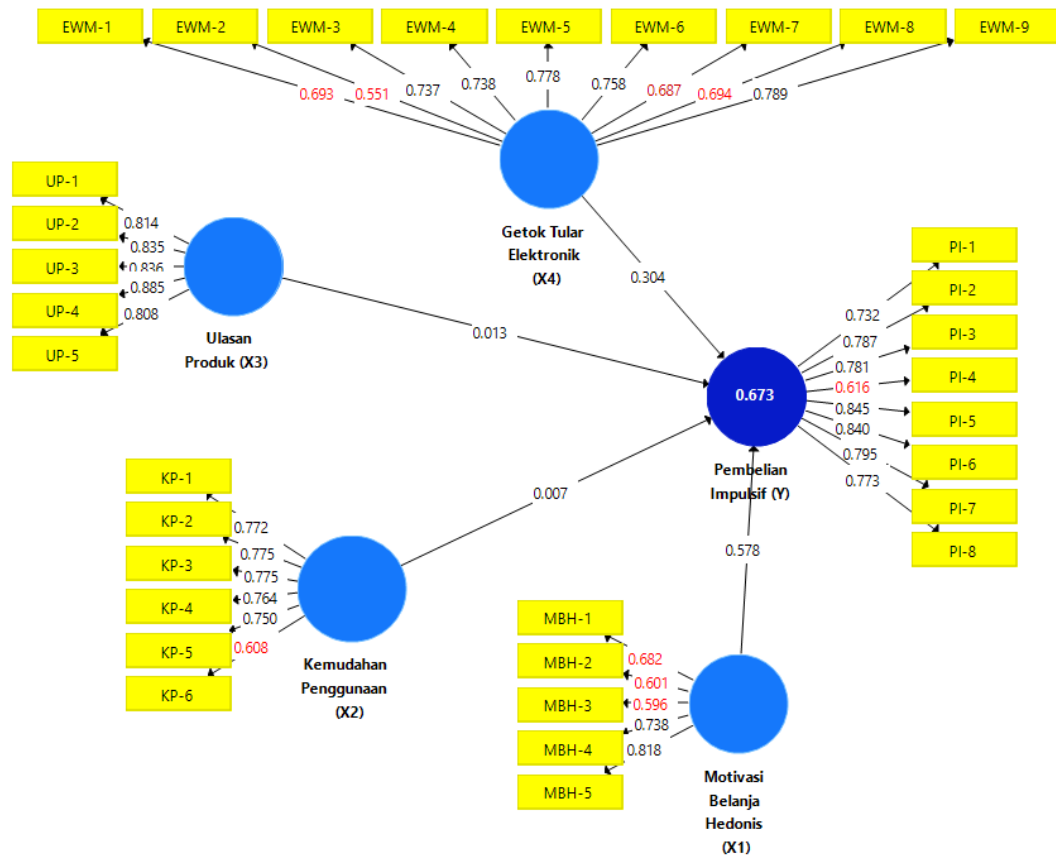 EWM-1
EWM-2
EWM-3
EWM-4
EWM-5
EWM-6
EWM-7
EWM-8
EWM-9
0.693
0.551
0.737
0.738
0.778
0.758
0.687
0.694
0.789
Getok Tular
Elektronik
(X4)
0.304
UP-1
UP-2
UP-3
UP-4
UP-5
0.814
0.835
0.836
0.885
0.808
Ulasan
Produk (X3)
0.013
PI-1
PI-2
PI-3
PI-4
PI-5
PI-6
PI-7
PI-8
0.732
0.787
0.781
0.616
0.845
0.840
0.795
0.773
0.673
Pembelian
Impulsif (Y)
KP-1
KP-2
KP-3
KP-4
KP-5
KP-6
0.772
0.775
0.775
0.764
0.750
0.608
Kemudahan
Penggunaan
(X2)
0.007
0.578
MBH-1
MBH-2
MBH-3
MBH-4
MBH-5
0.682
0.601
0.596
0.738
0.818
Motivasi
Belanja
Hedonis
(X1)